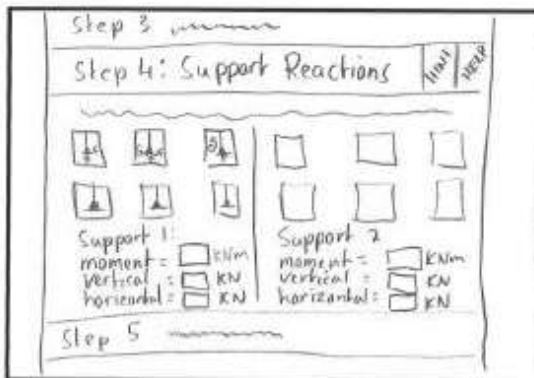 Step 3
Step 4: Support Reactions
HINT
HELP
Support 1:
moment = kNm
vertical = KN
horizontal = KN
Support 2
moment = KNm
vertical = KN
horizontal = KN
Step 5